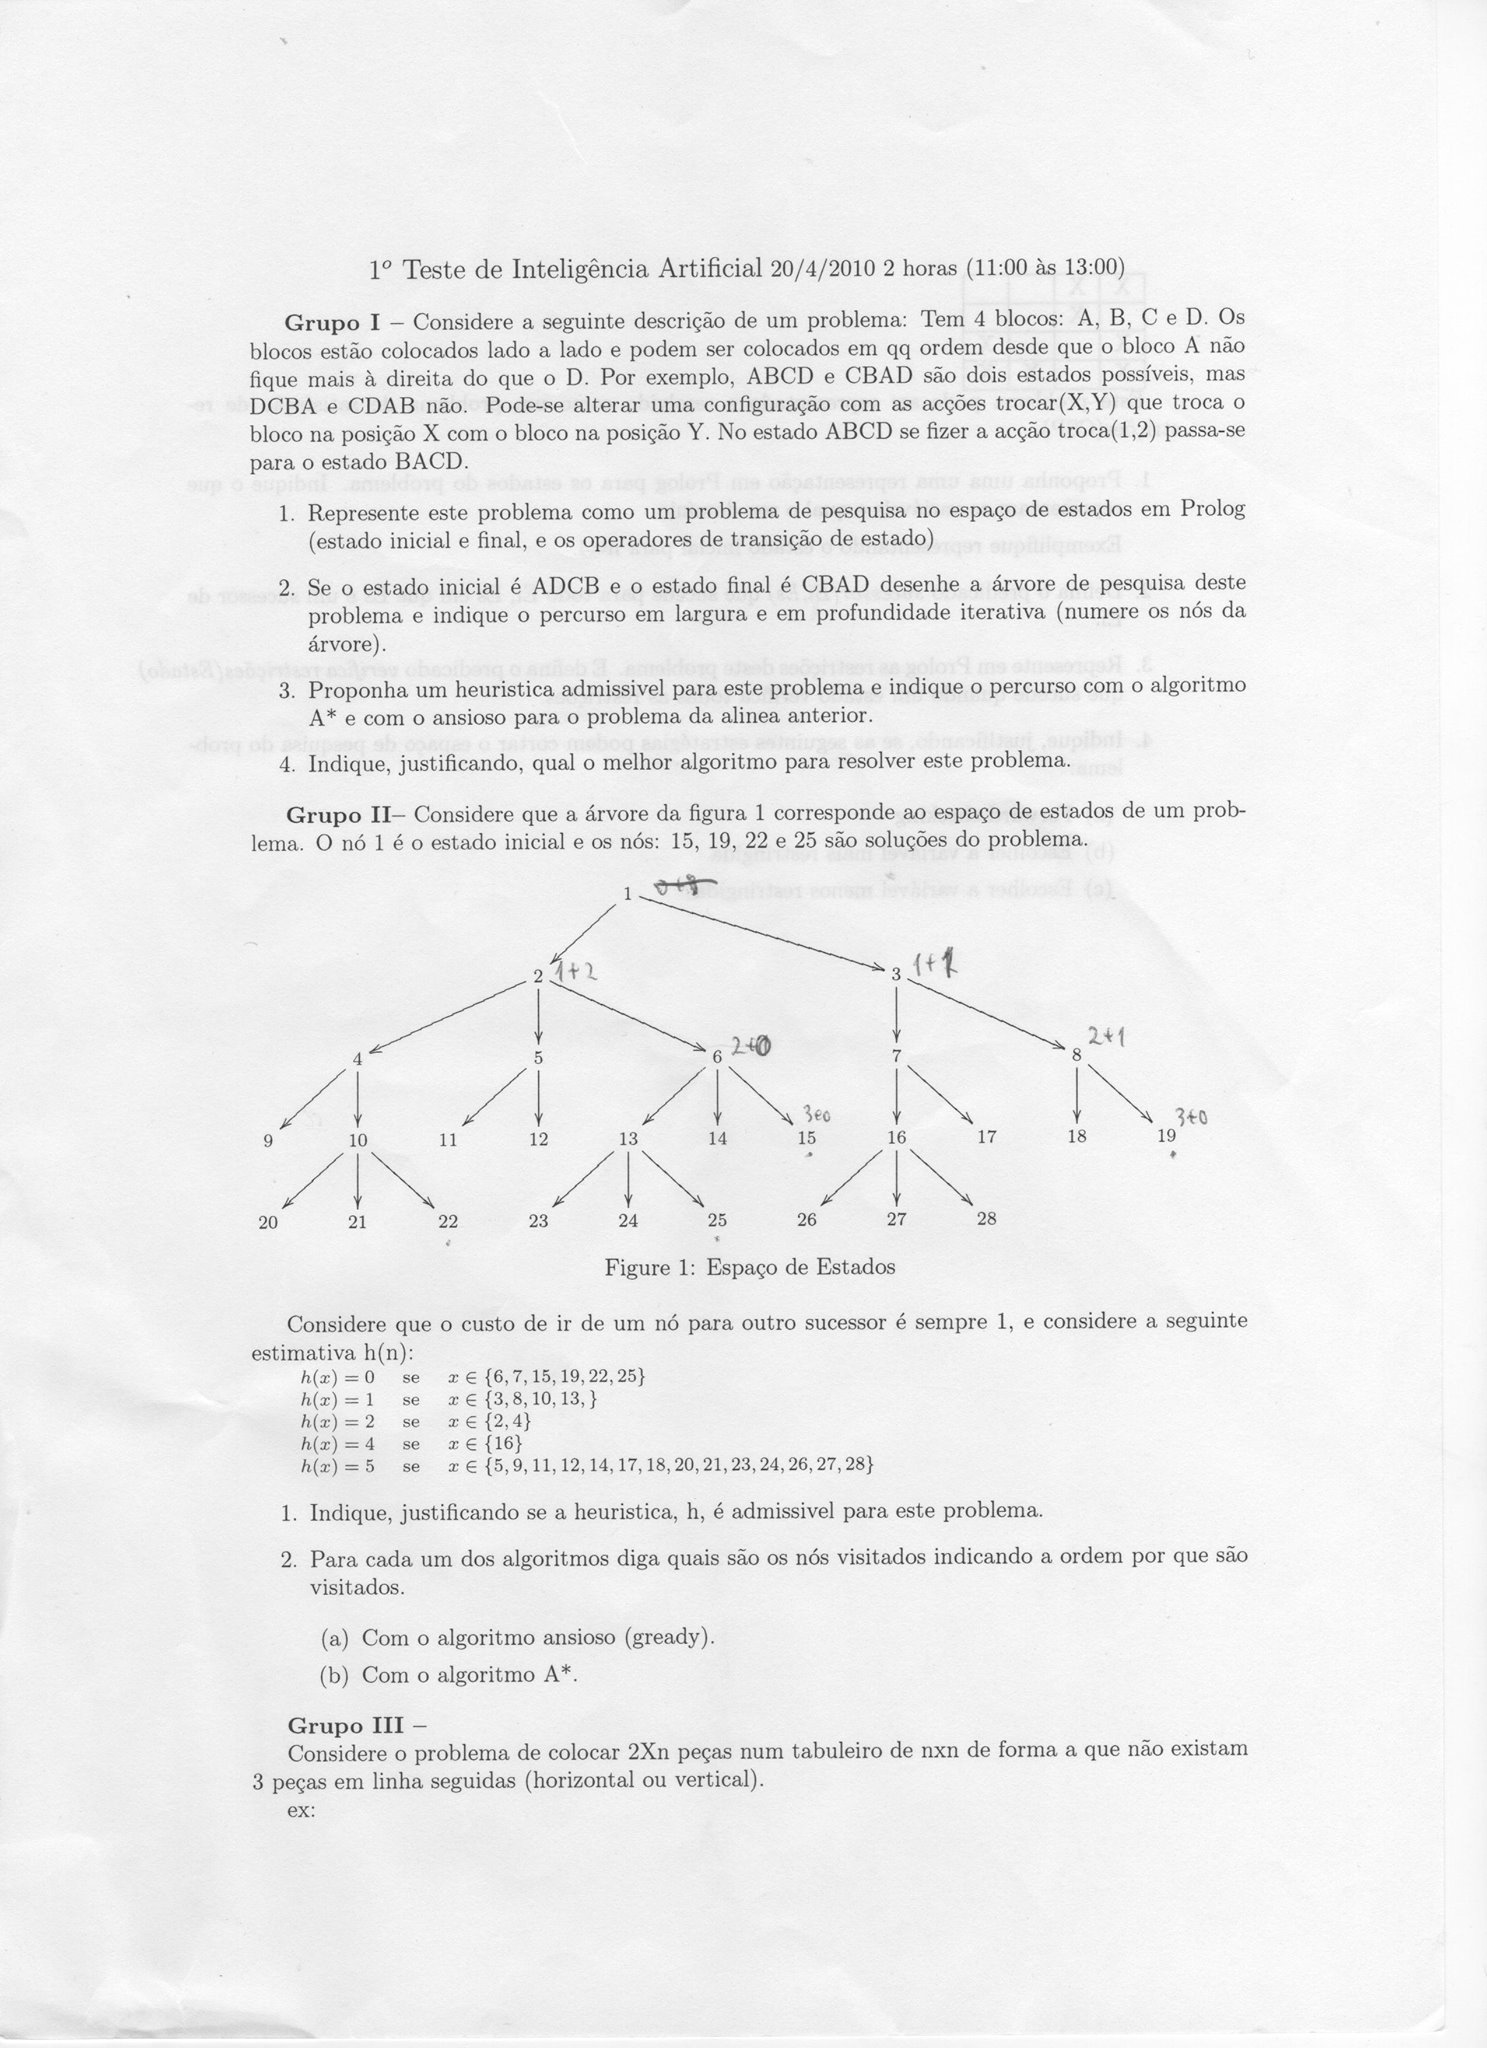 1º Teste de Inteligência Artificial 20/4/2010 2 horas (11:00 às 13:00)
Grupo I – Considere a seguinte descrição de um problema: Tem 4 blocos: A, B, C e D. Os
blocos estão colocados lado a lado e podem ser colocados em qq ordem desde que o bloco A não
fique mais à direita do que o D. Por exemplo, ABCD e CBAD são dois estados possíveis, mas
DCBA e CDAB não. Pode-se alterar uma configuração com as acções trocar(X,Y) que troca o
bloco na posição X com o bloco na posição Y. No estado ABCD se fizer a acção troca(1,2) passa-se
para o estado BACD.
1. Represente este problema como um problema de pesquisa no espaço de estados em Prolog
(estado inicial e final, e os operadores de transição de estado)
2. Se o estado inicial é ADCB e o estado final é CBAD desenhe a árvore de pesquisa deste
problema e indique o percurso em largura e em profundidade iterativa (numere os nós da
árvore).
3. Proponha um heuristica admissivel para este problema e indique o percurso com o algoritmo
A* e com o ansioso para o problema da alinea anterior.
4. Indique, justificando, qual o melhor algoritmo para resolver este problema.
Grupo II– Considere que a árvore da figura 1 corresponde ao espaço de estados de um prob-
lema. O nó 1 é o estado inicial e os nós: 15, 19, 22 e 25 são soluções do problema.
1
2 1+2 3 1+1
4 5 6 2+0 7 8 2+1
3+0 3+0
9 10 11 12 13 14 15 16 17 18 19
20 21 22 23 24 25 26 27 28
Figure 1: Espaço de Estados
Considere que o custo de ir de um nó para outro sucessor é sempre 1, e considere a seguinte
estimativa h(n):
h(x) = 0 se x ∈ {6, 7, 15, 19, 22, 25}
h(x) = 1 se x ∈ {3, 8, 10, 13, }
h(x) = 2 se x ∈ {2, 4}
h(x) = 4 se x ∈ {16}
h(x) = 5 se x ∈ {5, 9, 11, 12, 14, 17, 18, 20, 21, 23, 24, 26, 27, 28}
1. Indique, justificando se a heuristica, h, é admissivel para este problema.
2. Para cada um dos algoritmos diga quais são os nós visitados indicando a ordem por que são
visitados.
(a) Com o algoritmo ansioso (gready).
(b) Com o algoritmo A*.
Grupo III –
Considere o problema de colocar 2Xn peças num tabuleiro de nxn de forma a que não existam
3 peças em linha seguidas (horizontal ou vertical).
ex: